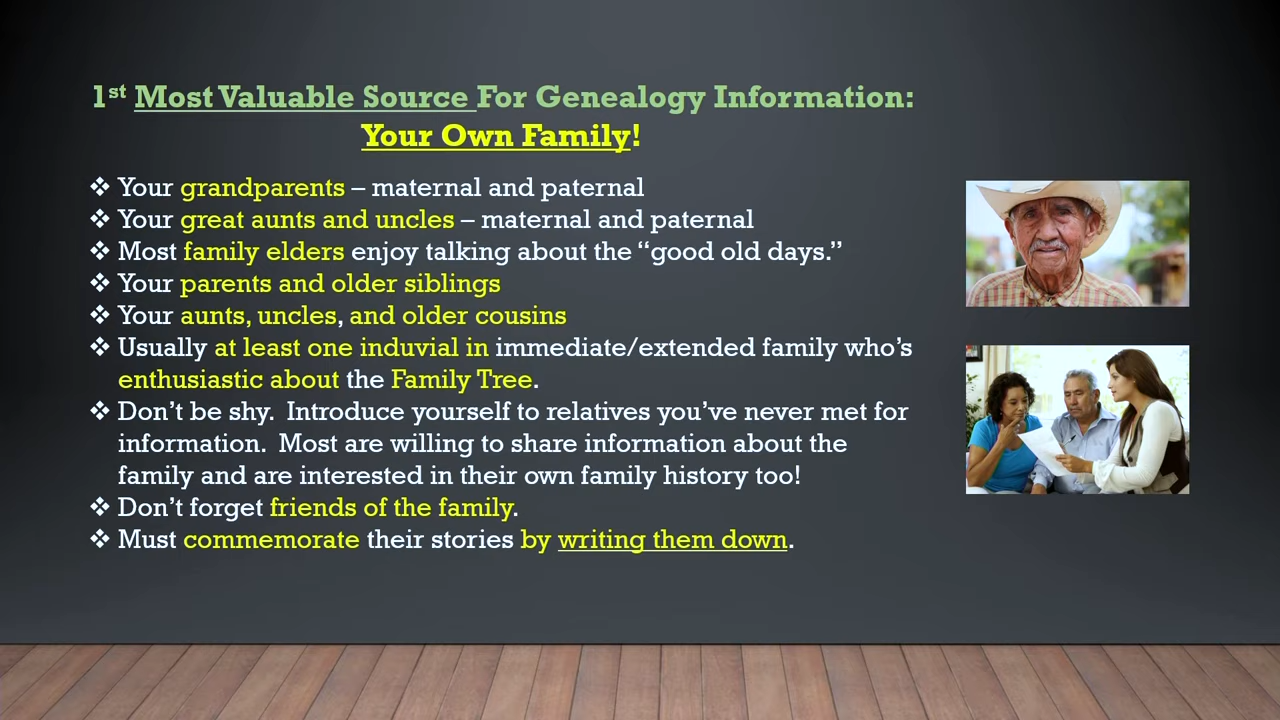 1st Most Valuable Source For Genealogy Information:
Your Own Family!
❖ Your grandparents – maternal and paternal
❖ Your great aunts and uncles – maternal and paternal
❖ Most family elders enjoy talking about the “good old days.”
❖ Your parents and older siblings
❖ Your aunts, uncles, and older cousins
❖ Usually at least one induvial in immediate/extended family who’s
enthusiastic about the Family Tree.
❖ Don’t be shy.  Introduce yourself to relatives you’ve never met for
information.  Most are willing to share information about the
family and are interested in their own family history too!
❖ Don’t forget friends of the family.
❖ Must commemorate their stories by writing them down.